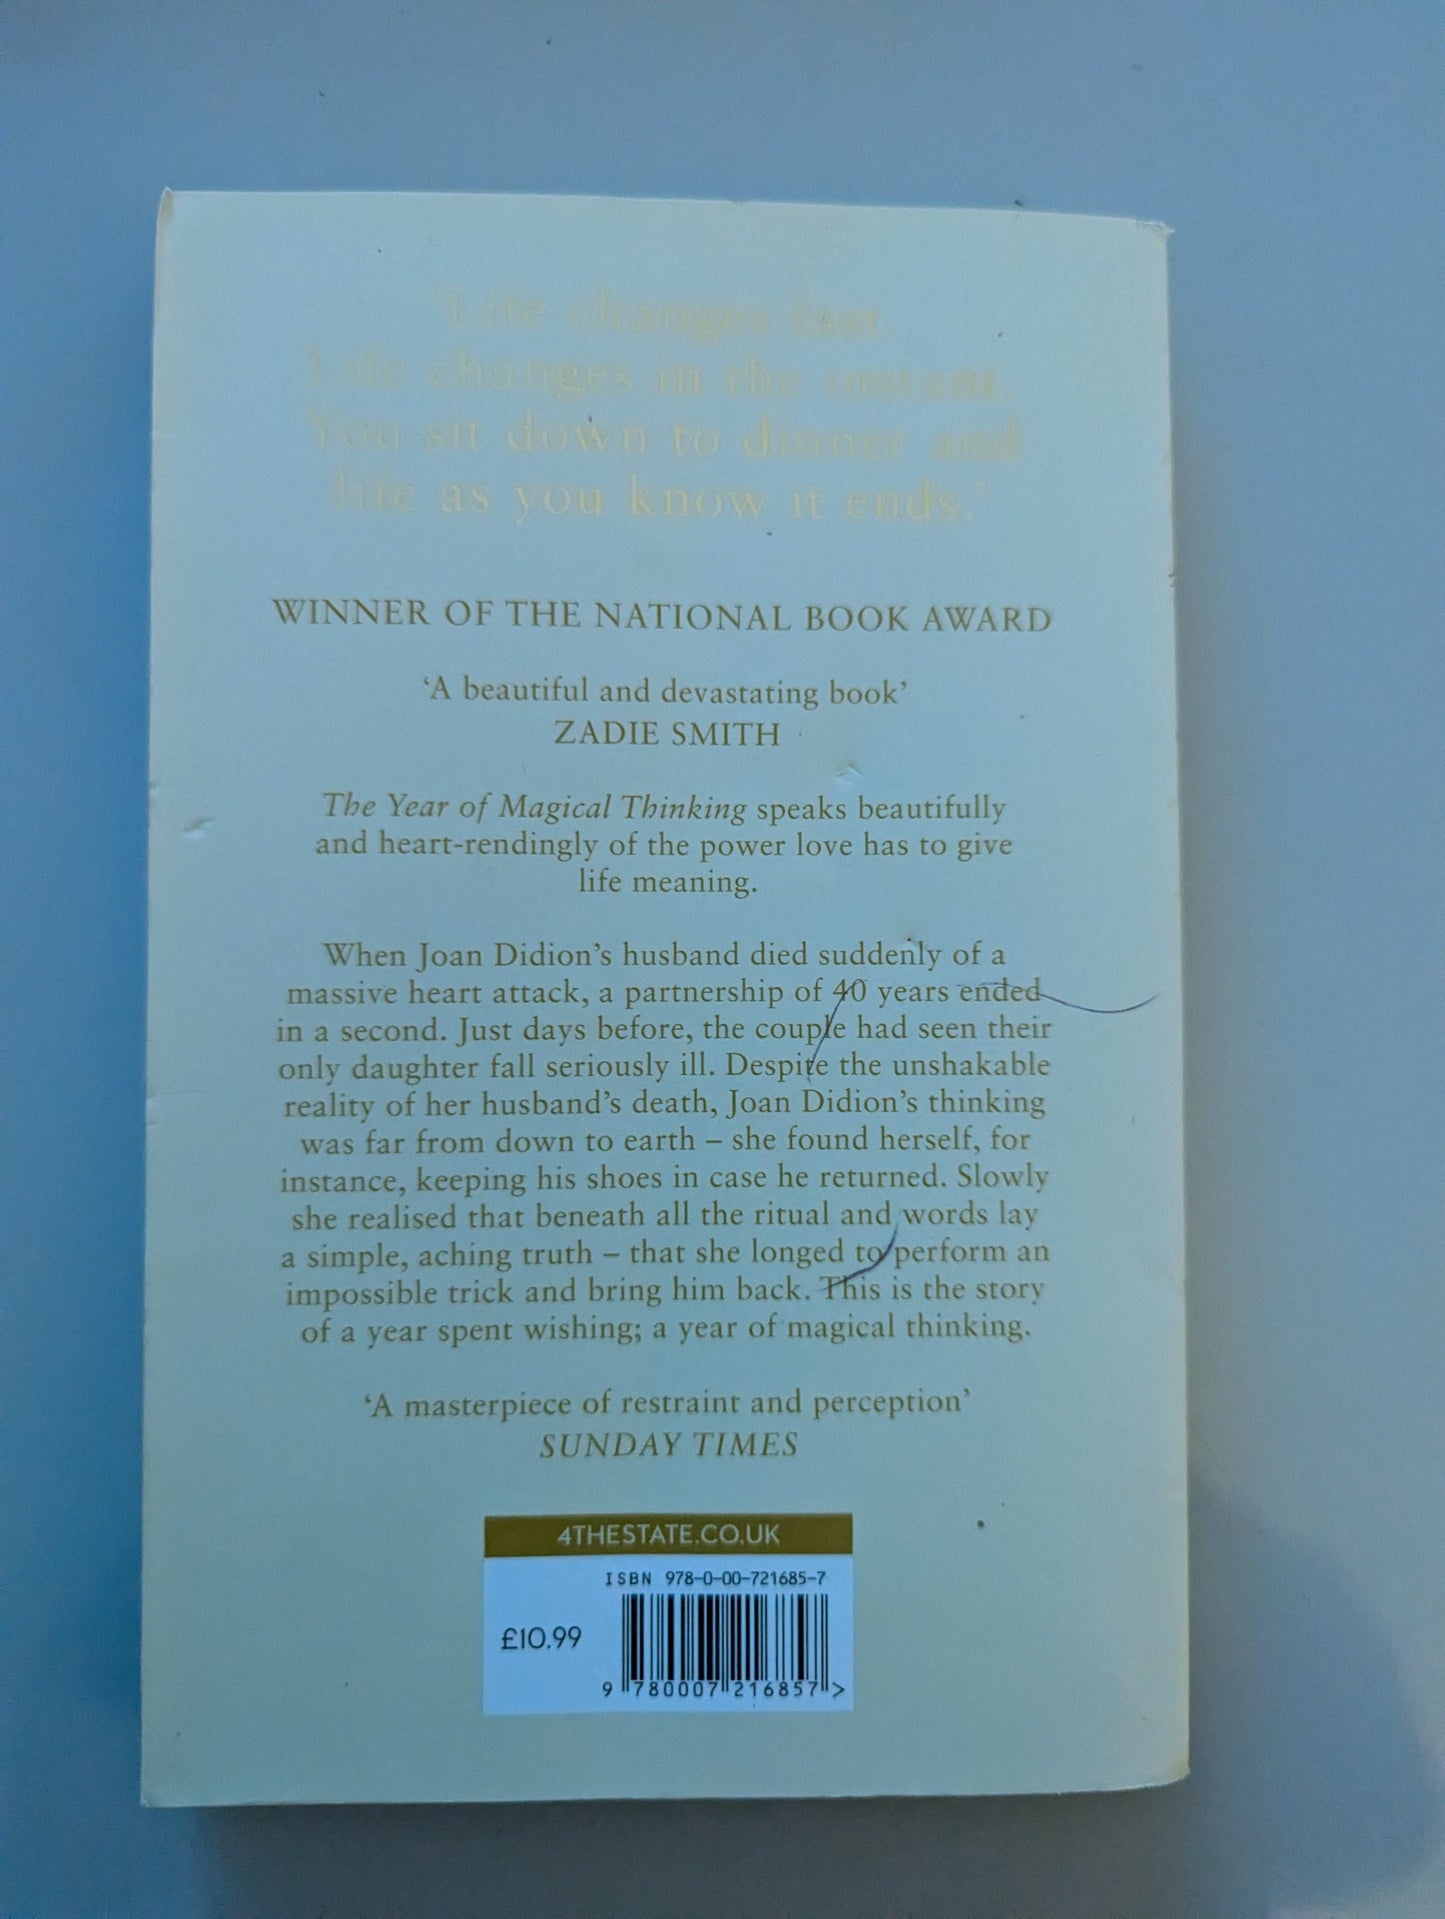 'Life changes fast.
Life changes in the instant.
You sit down to dinner and
life as you know it ends.'
WINNER OF THE NATIONAL BOOK AWARD
‘A beautiful and devastating book’
ZADIE SMITH
The Year of Magical Thinking speaks beautifully
and heart-rendingly of the power love has to give
life meaning.
When Joan Didion’s husband died suddenly of a
massive heart attack, a partnership of 40 years ended
in a second. Just days before, the couple had seen their
only daughter fall seriously ill. Despite the unshakable
reality of her husband’s death, Joan Didion’s thinking
was far from down to earth – she found herself, for
instance, keeping his shoes in case he returned. Slowly
she realised that beneath all the ritual and words lay
a simple, aching truth – that she longed to perform an
impossible trick and bring him back. This is the story
of a year spent wishing; a year of magical thinking.
‘A masterpiece of restraint and perception’
SUNDAY TIMES
4THESTATE.CO.UK
ISBN 978-0-00-721685-7
£10.99
9 780007 216857 >